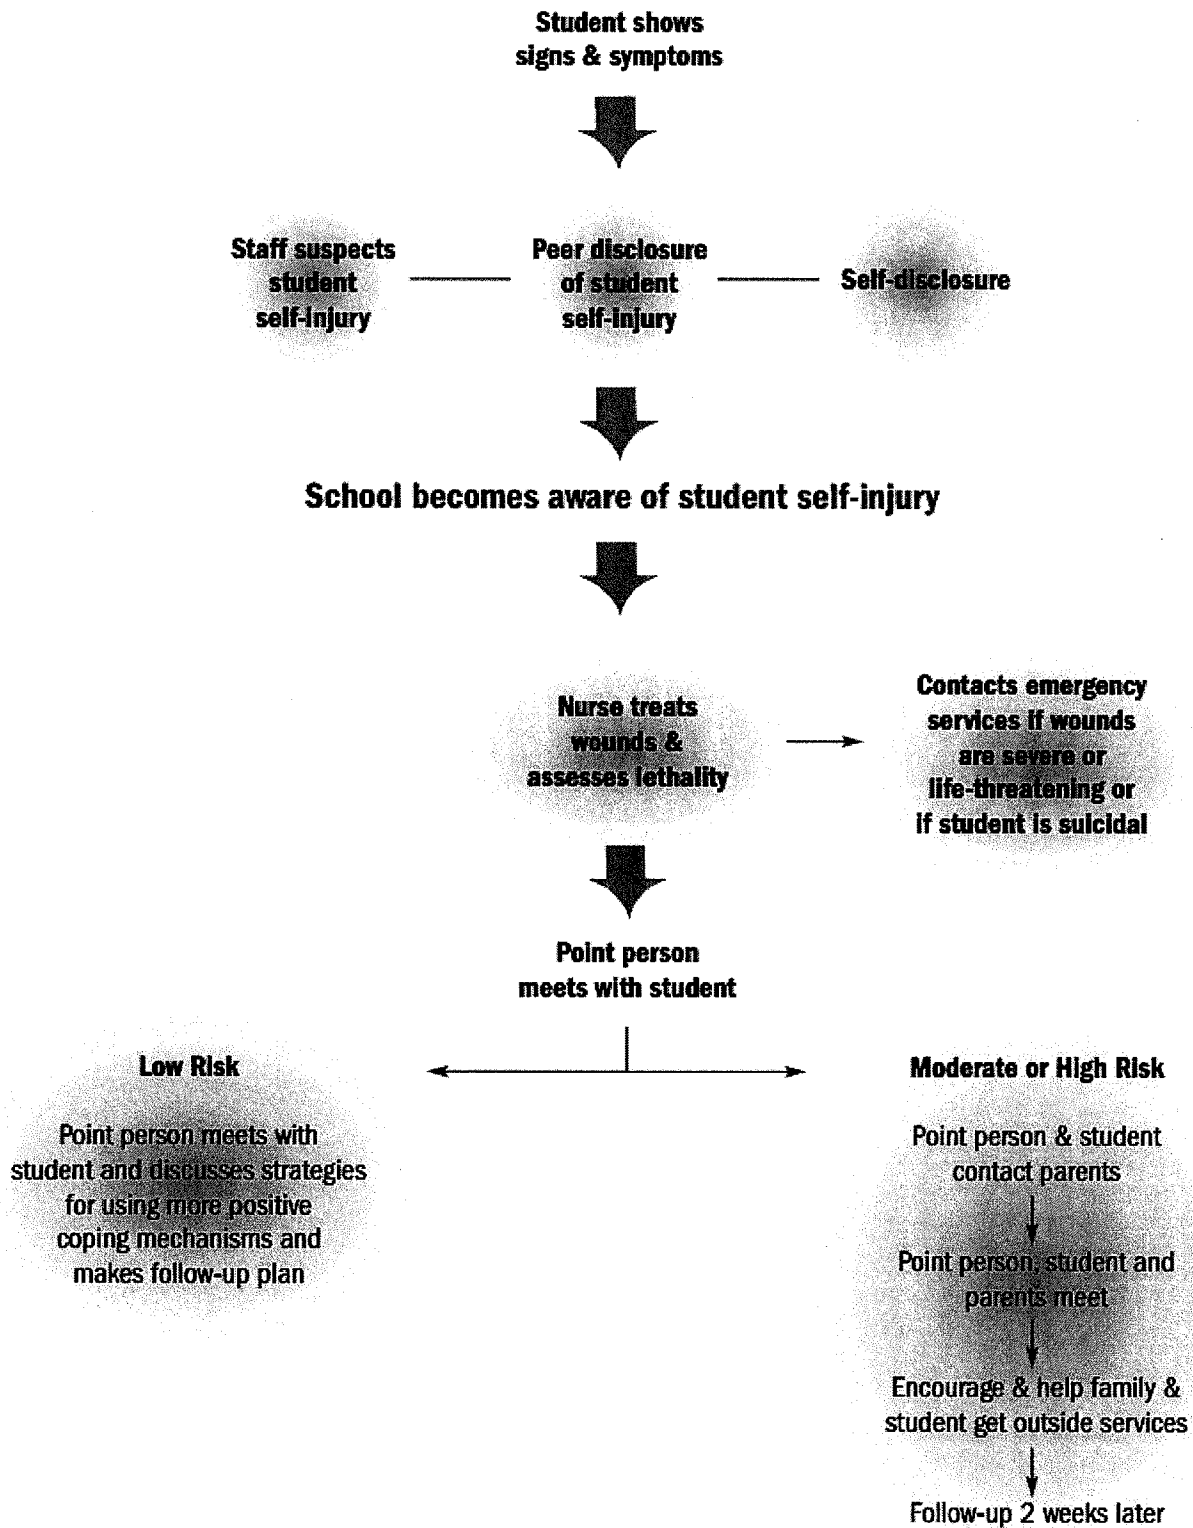 Student shows
signs & symptoms
Staff suspects
student
self-injury
Peer disclosure
of student
self-injury
Self-disclosure
School becomes aware of student self-injury
Nurse treats
wounds &
assesses lethality
Contacts emergency
services if wounds
are severe or
life-threatening or
if student is suicidal
Point person
meets with student
Low Risk
Point person meets with
student and discusses strategies
for using more positive
coping mechanisms and
makes follow-up plan
Moderate or High Risk
Point person & student
contact parents
Point person, student and
parents meet
Encourage & help family &
student get outside services
Follow-up 2 weeks later